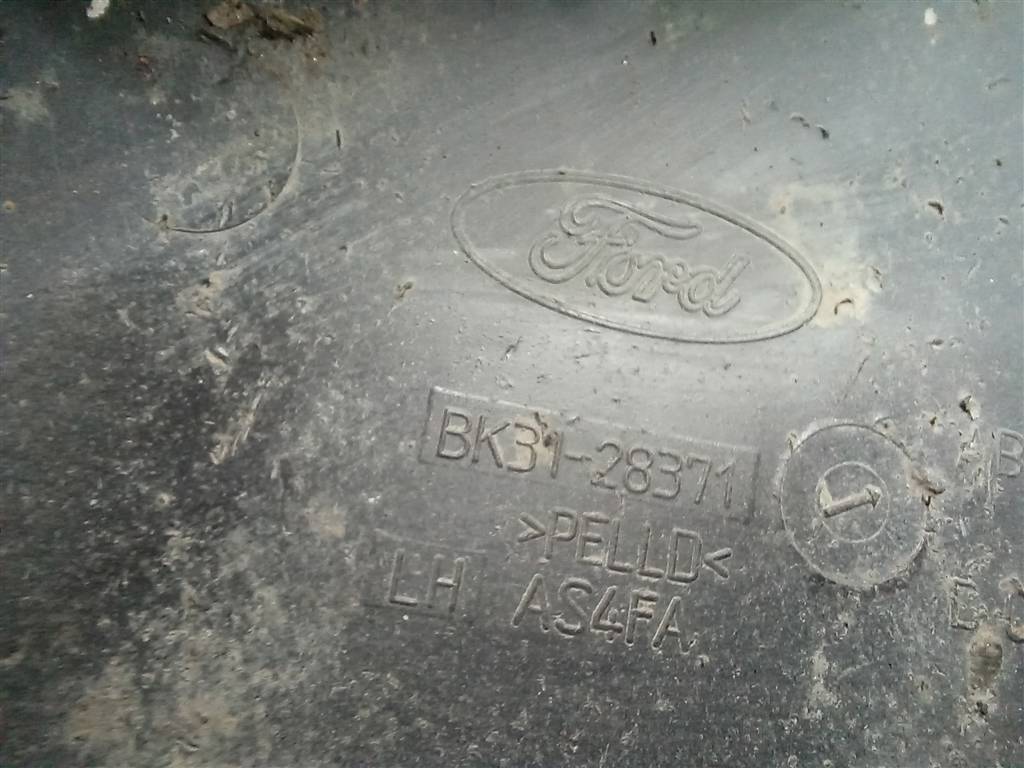 Ford
BK31-28371
>PELLD<
LH AS4FA